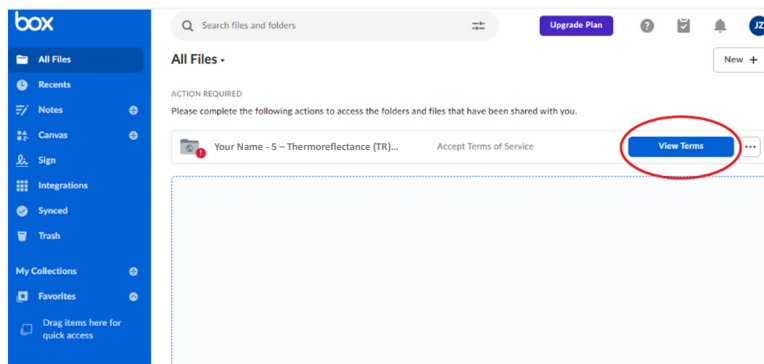 box
Search files and folders
Upgrade Plan
?
JZ
All Files
Recents
Notes
Canvas
Sign
Integrations
Synced
Trash
My Collections
Favorites
Drag items here for
quick access
All Files
New +
ACTION REQUIRED
Please complete the following actions to access the folders and files that have been shared with you.
Your Name - 5 – Thermoreflectance (TR)...
Accept Terms of Service
View Terms
...